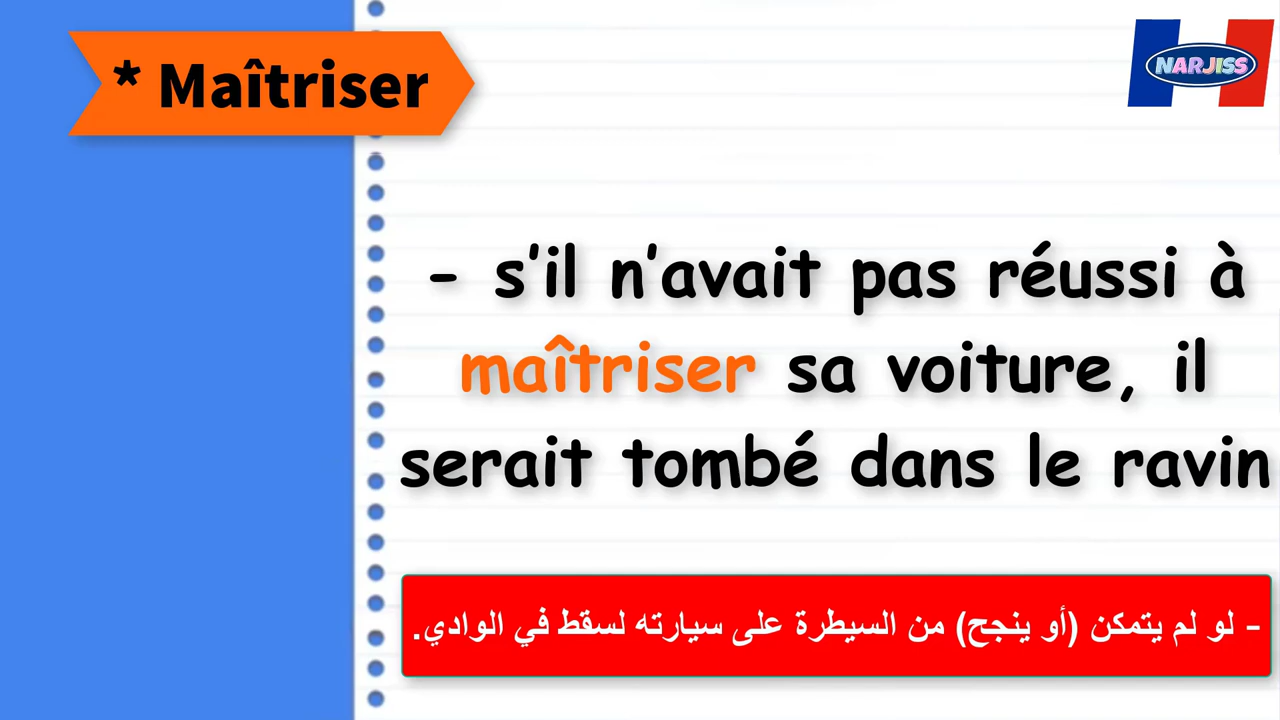 * Maîtriser
NARJISS
- s’il n’avait pas réussi à
maîtriser sa voiture, il
serait tombé dans le ravin
- لو لم يتمكن (أو ينجح) من السيطرة على سيارته لسقط في الوادي.